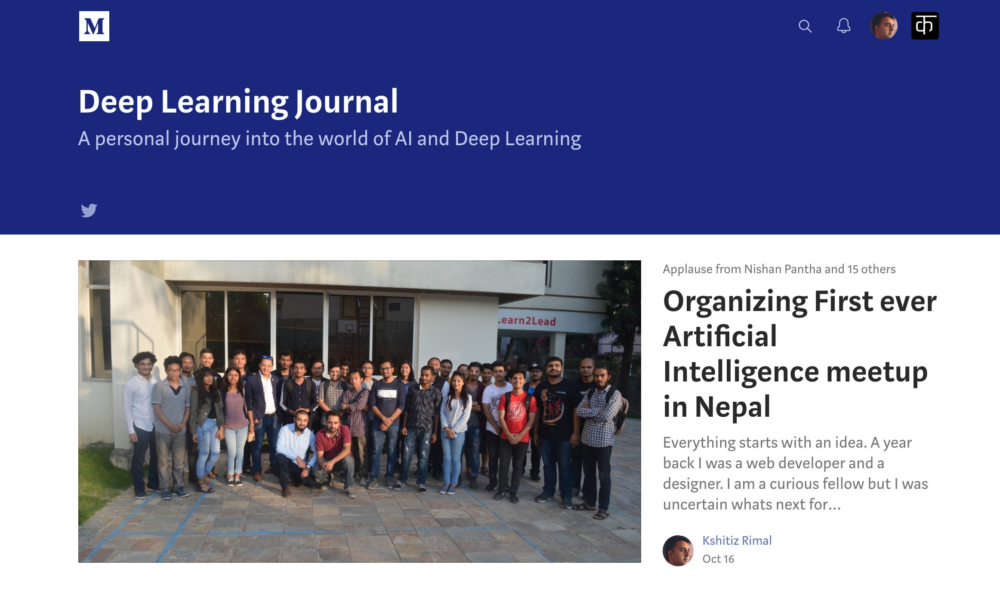 M
क
Deep Learning Journal
A personal journey into the world of AI and Deep Learning
Learn2Lead
Applause from Nishan Pantha and 15 others
Organizing First ever
Artificial
Intelligence meetup
in Nepal
Everything starts with an idea. A year
back I was a web developer and a
designer. I am a curious fellow but I was
uncertain whats next for...
Kshitiz Rimal
Oct 16